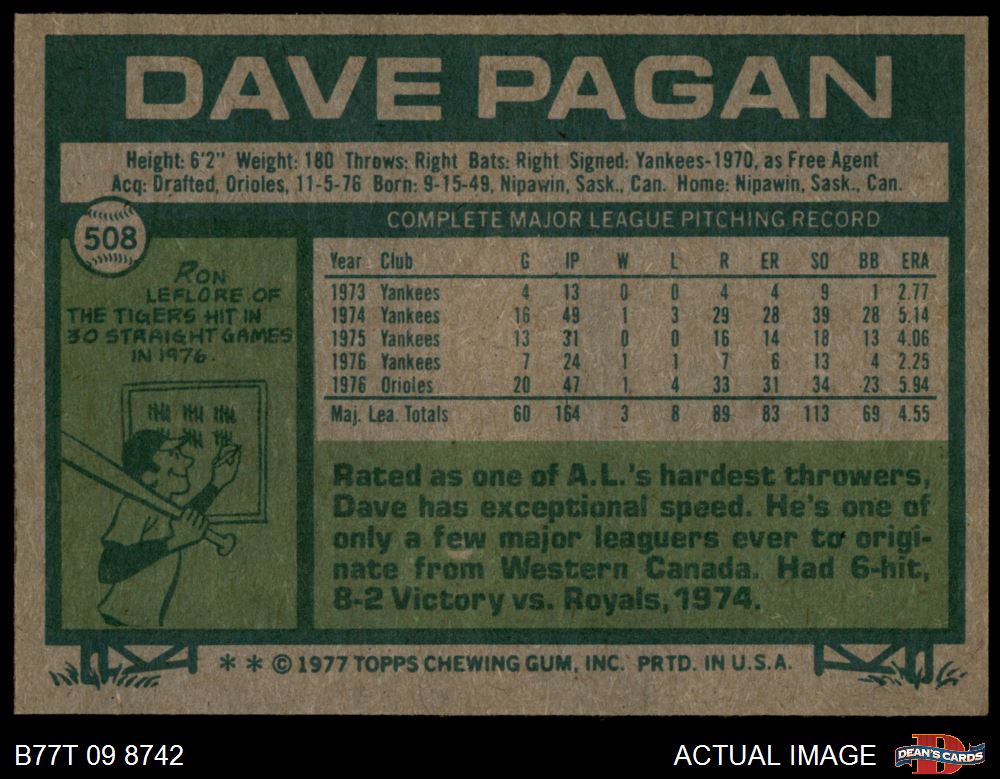 DAVE PAGAN
Height: 6'2" Weight: 180 Throws: Right Bats: Right Signed: Yankees-1970, as Free Agent
Acq: Drafted, Orioles, 11-5-76 Born: 9-15-49, Nipawin, Sask., Can. Home: Nipawin, Sask., Can.
508
COMPLETE MAJOR LEAGUE PITCHING RECORD
RON
LEFLORE OF
THE TIGERS HIT IN
30 STRAIGHT GAMES
IN 1976.
Year Club G IP W L R ER SO BB ERA
1973 Yankees 4 13 0 0 4 4 9 1 2.77
1974 Yankees 16 49 1 3 29 28 39 28 5.14
1975 Yankees 13 31 0 0 16 14 18 13 4.06
1976 Yankees 7 24 1 1 7 6 13 4 2.25
1976 Orioles 20 47 1 4 33 31 34 23 5.94
Maj. Lea. Totals 60 164 3 8 89 83 113 69 4.55
Rated as one of A.L.'s hardest throwers,
Dave has exceptional speed. He's one of
only a few major leaguers ever to origi-
nate from Western Canada. Had 6-hit,
8-2 Victory vs. Royals, 1974.
* * © 1977 TOPPS CHEWING GUM, INC. PRTD. IN U.S.A.
B77T 09 8742 ACTUAL IMAGE D DEAN'S CARDS